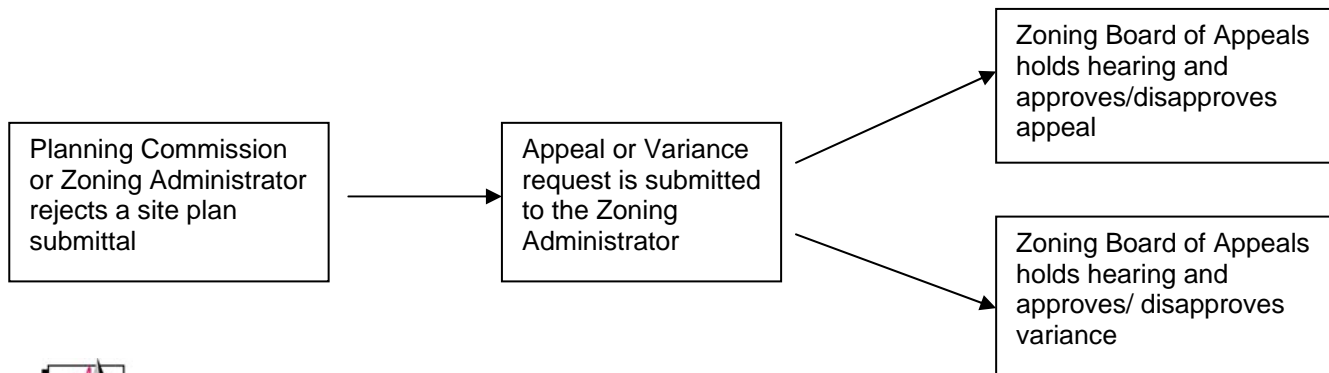 Planning Commission
or Zoning Administrator
rejects a site plan
submittal
Appeal or Variance
request is submitted
to the Zoning
Administrator
Zoning Board of Appeals
holds hearing and
approves/disapproves
appeal
Zoning Board of Appeals
holds hearing and
approves/ disapproves
variance